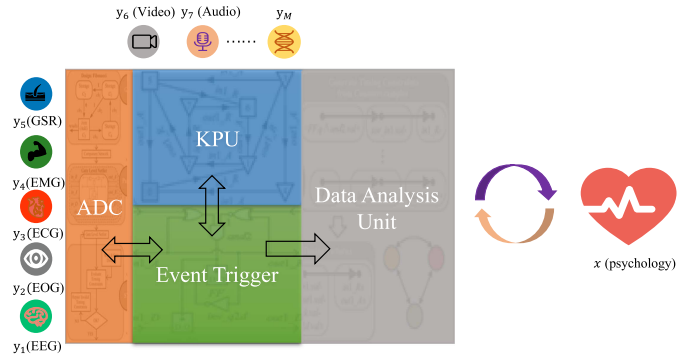 y₆ (Video) y₇ (Audio) ...... y_M
y₅(GSR)
y₄(EMG)
y₃(ECG)
y₂(EOG)
y₁(EEG)
ADC
KPU
Event Trigger
Data Analysis
Unit
x (psychology)